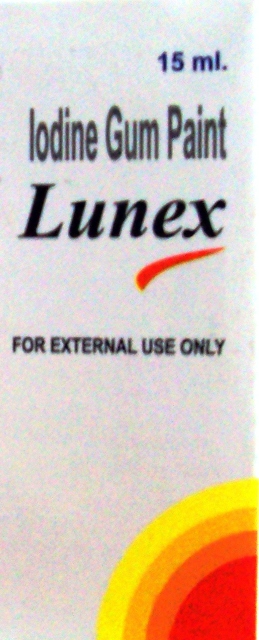 15 ml.
Iodine Gum Paint
Lunex
FOR EXTERNAL USE ONLY